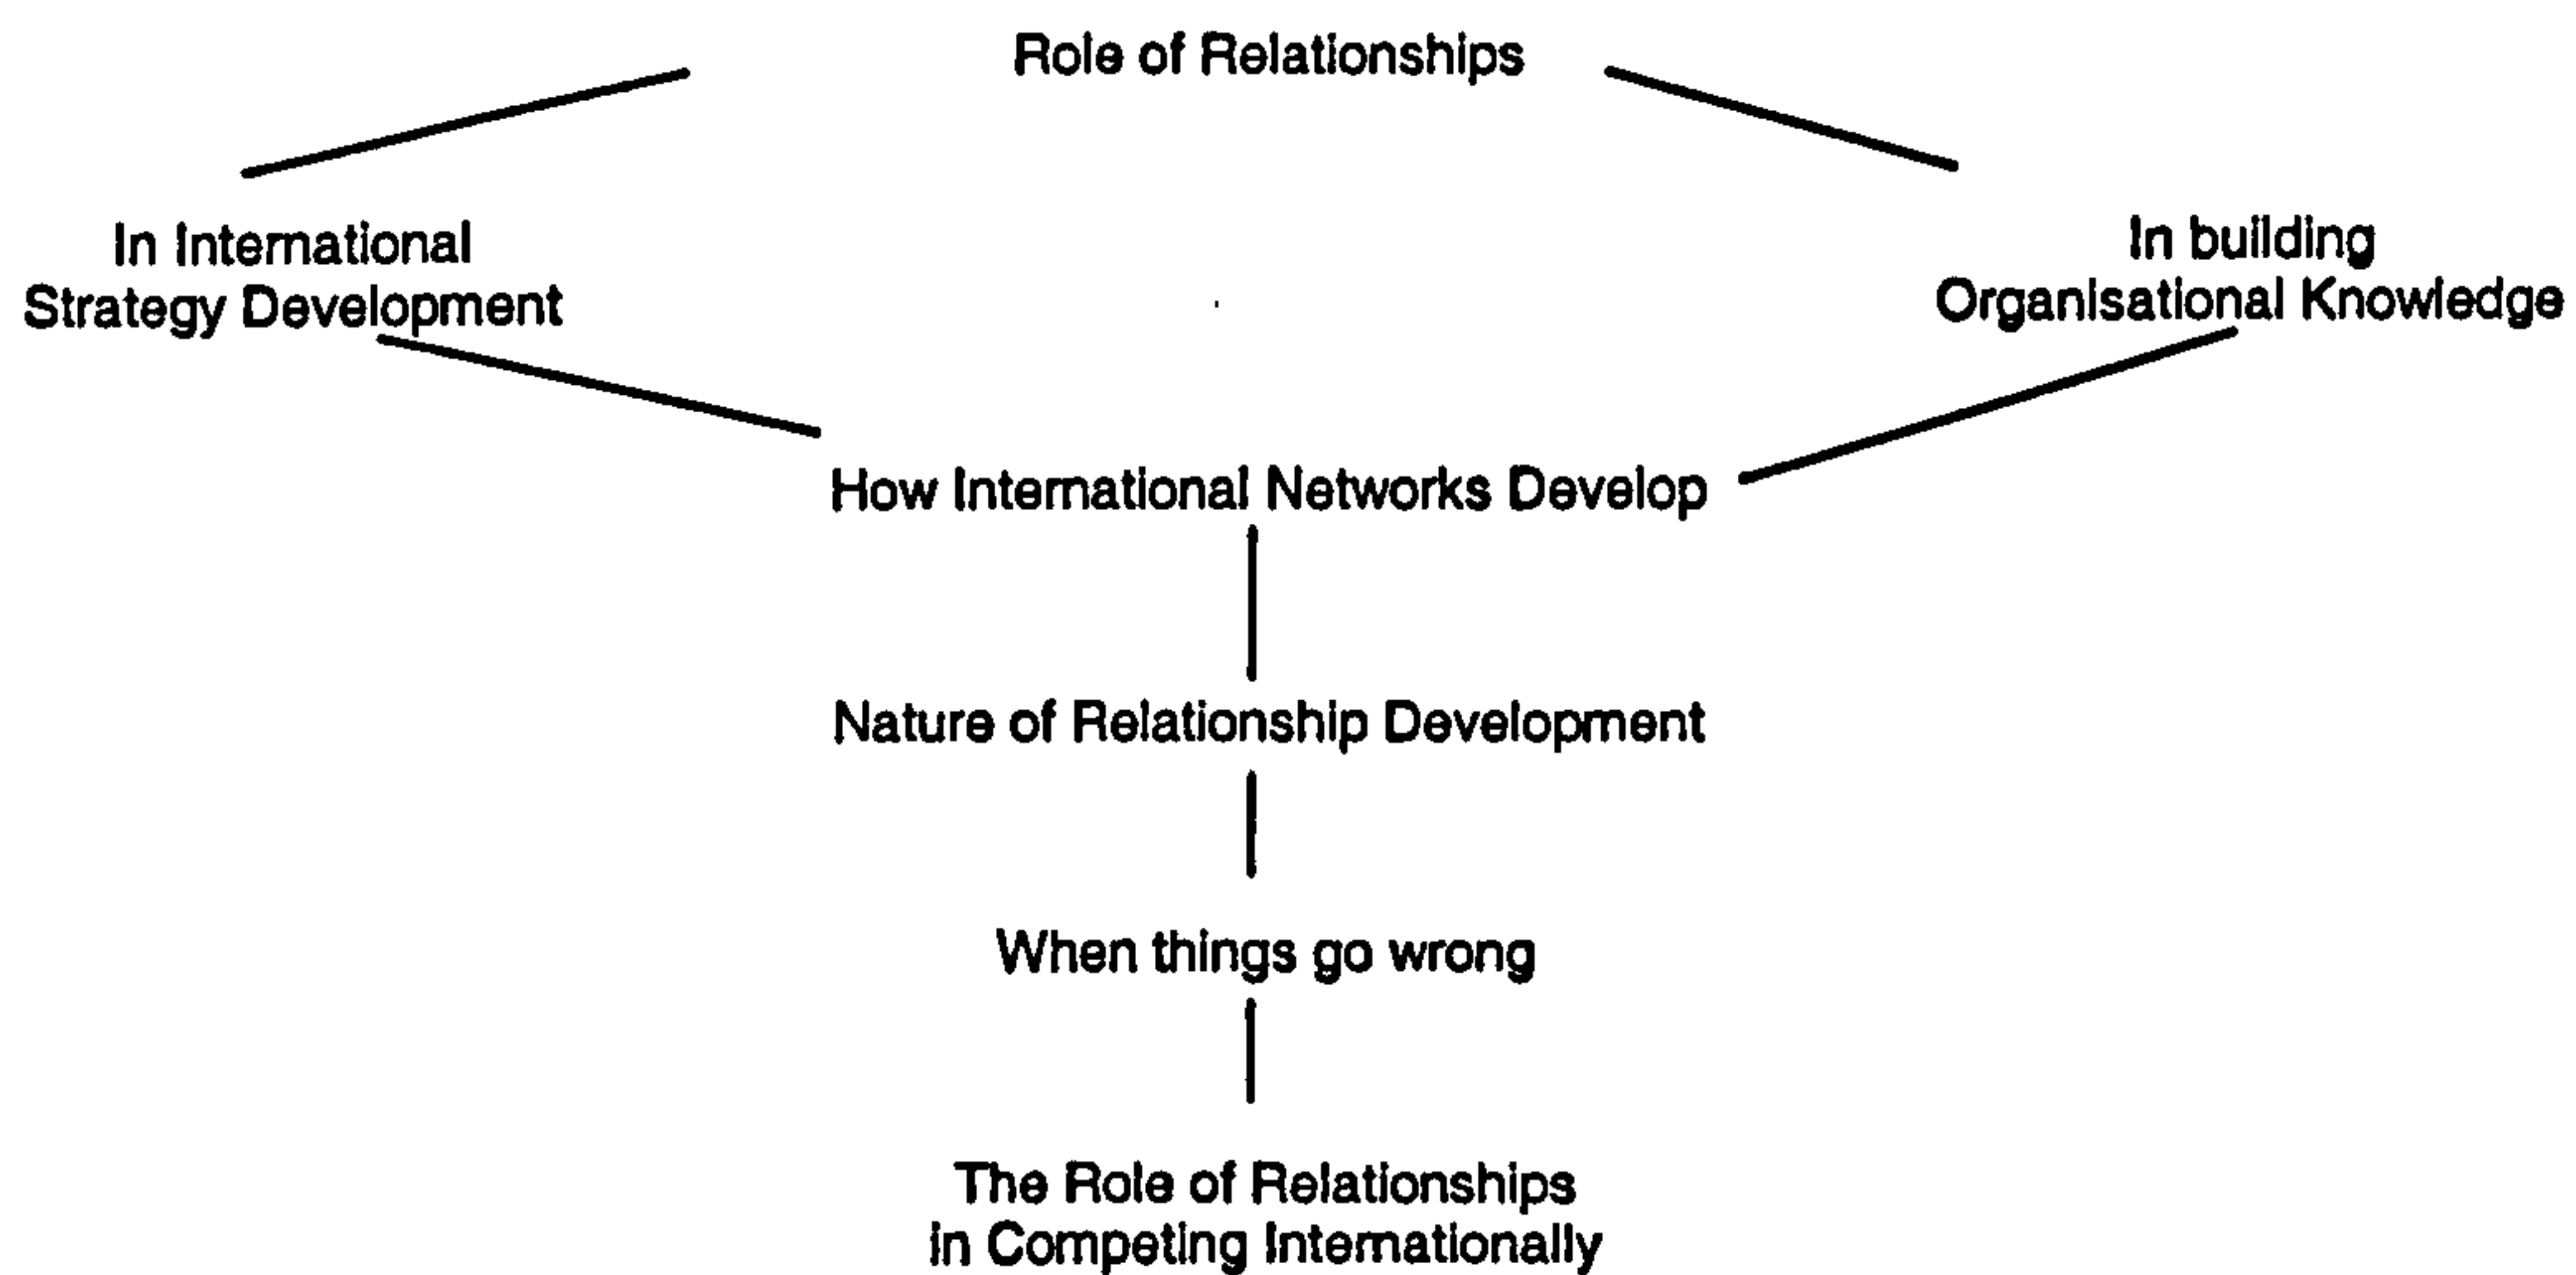 Role of Relationships
In International
Strategy Development
In building
Organisational Knowledge
How International Networks Develop
Nature of Relationship Development
When things go wrong
The Role of Relationships
in Competing Internationally